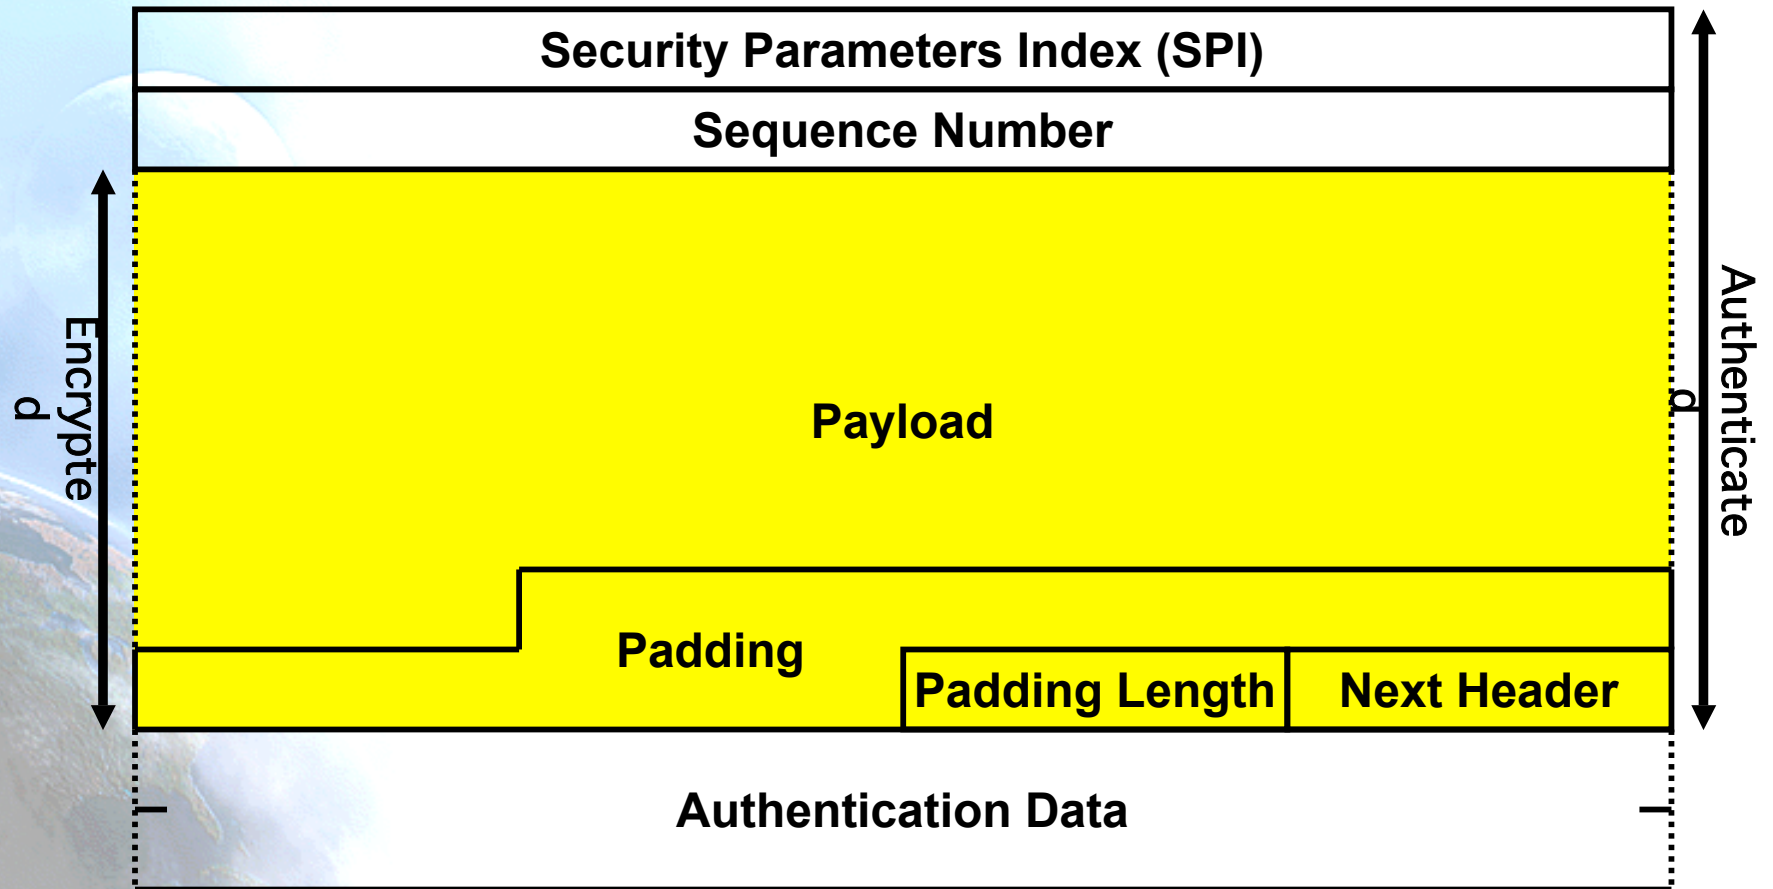 Security Parameters Index (SPI)
Sequence Number
Encrypte
d
Payload
Authenticate
d
Padding
Padding Length
Next Header
Authentication Data